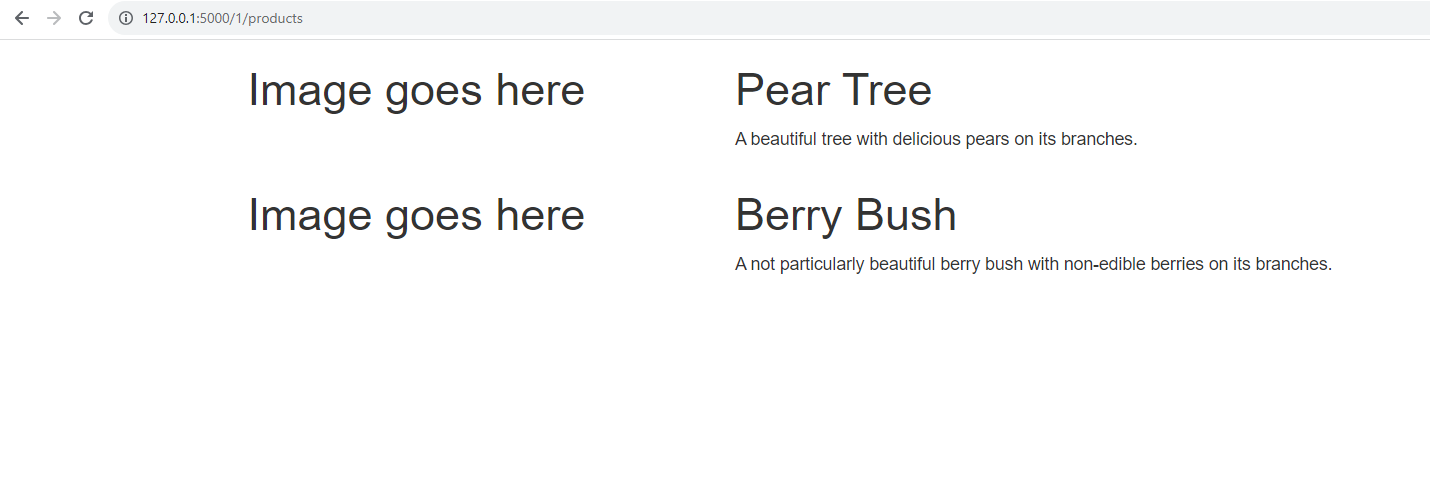 127.0.0.1:5000/1/products
Image goes here
Pear Tree
A beautiful tree with delicious pears on its branches.
Image goes here
Berry Bush
A not particularly beautiful berry bush with non-edible berries on its branches.